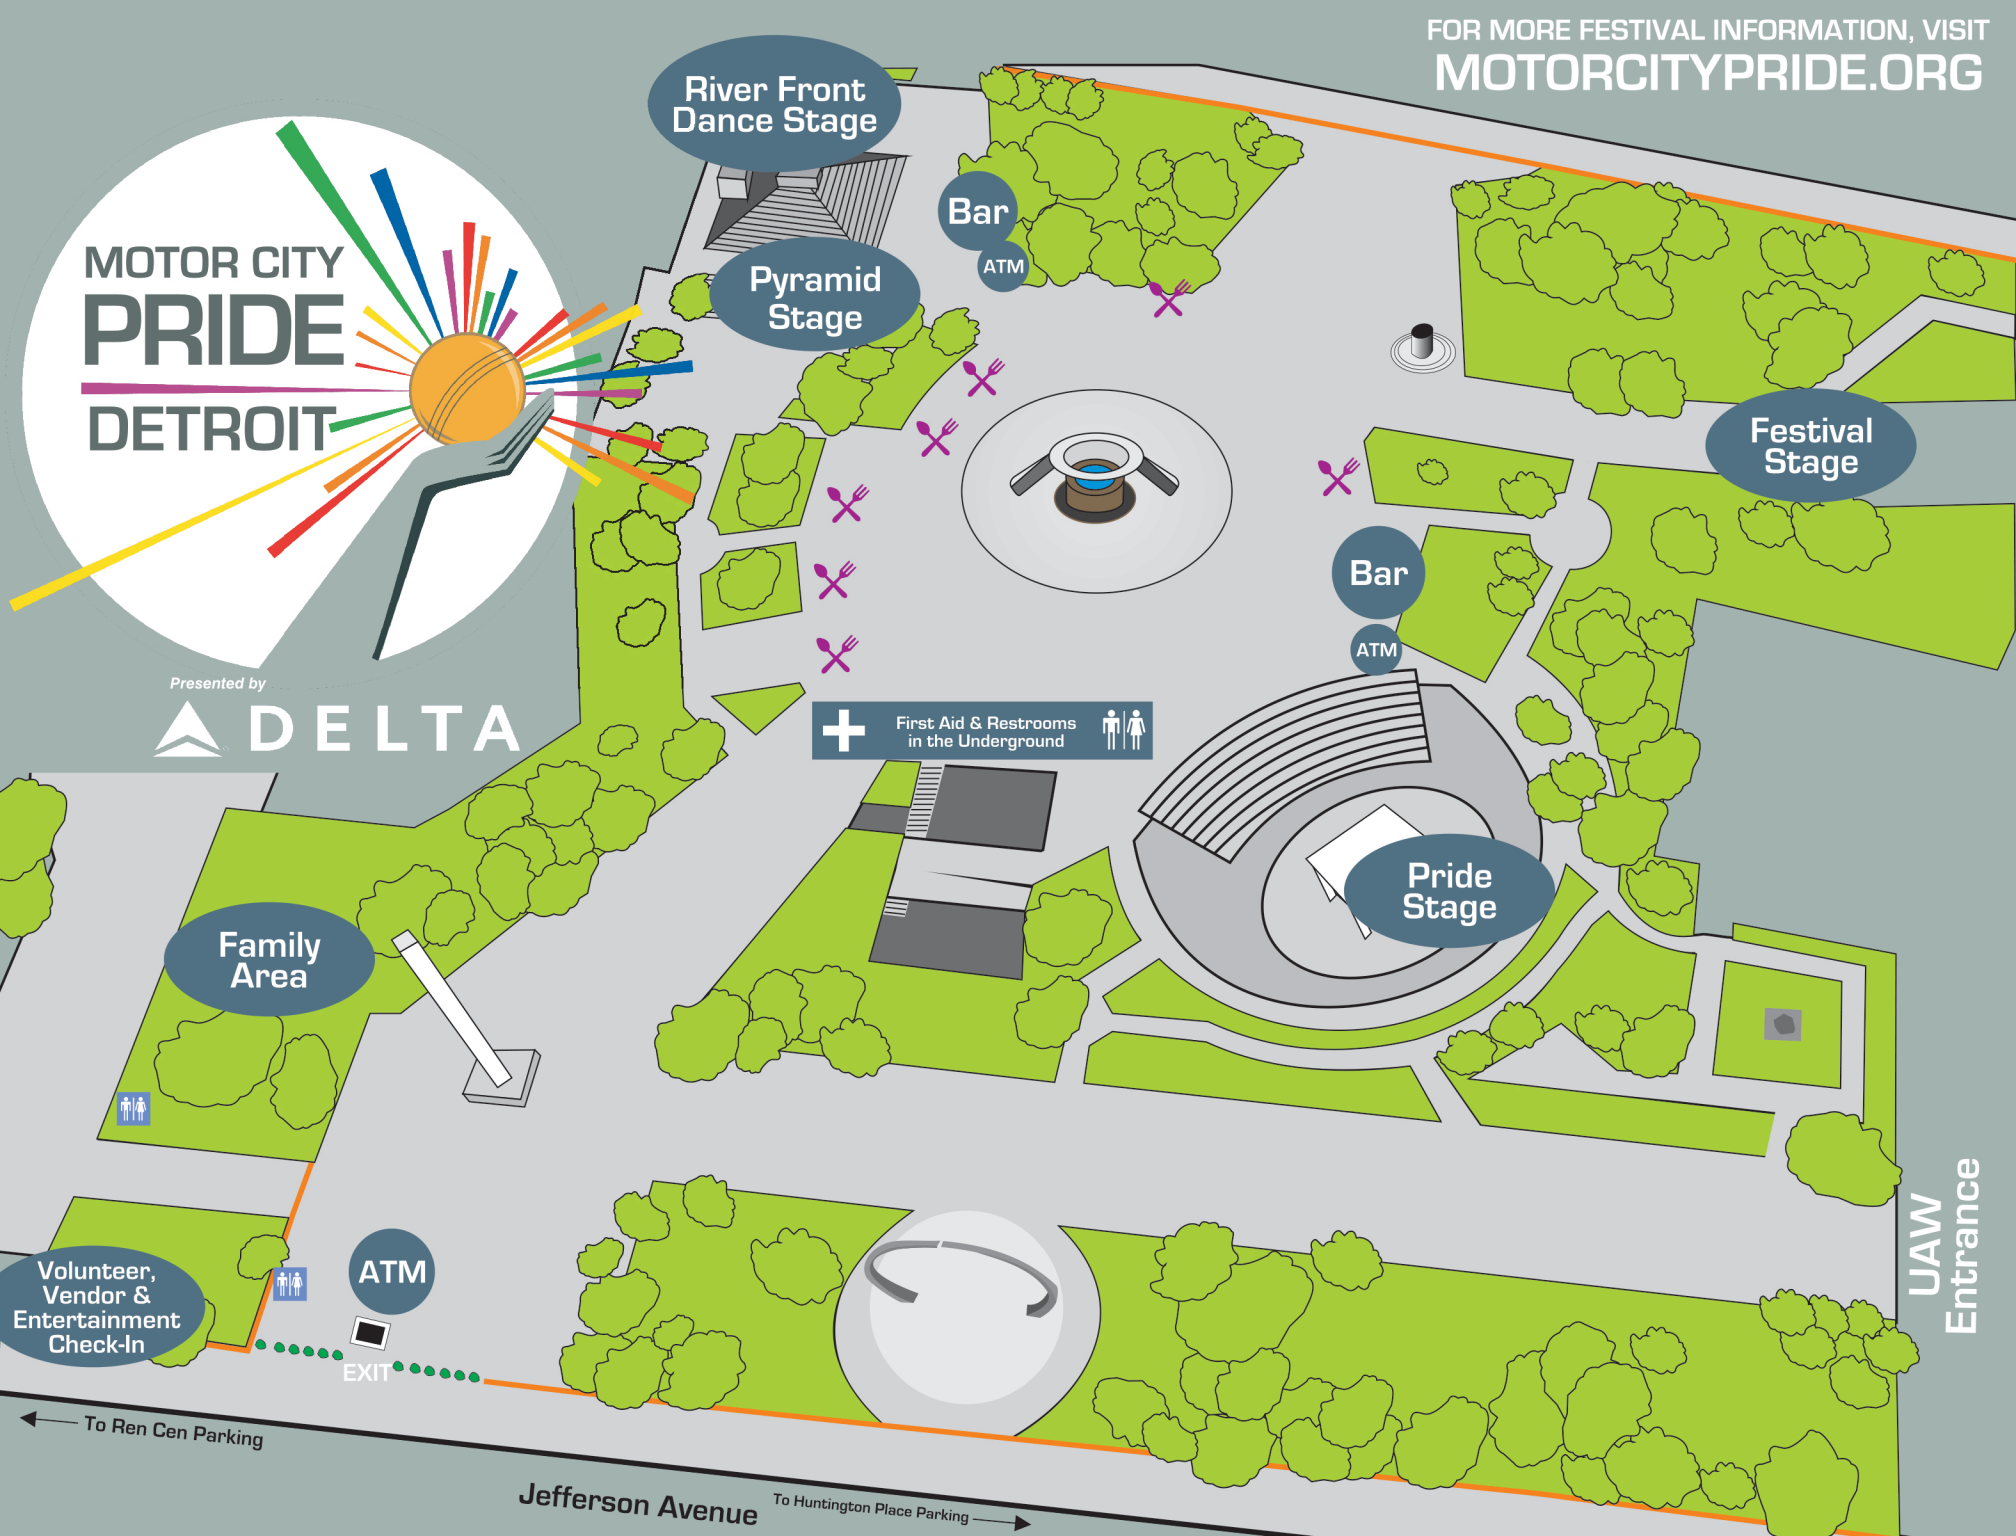 FOR MORE FESTIVAL INFORMATION, VISIT
MOTORCITYPRIDE.ORG
River Front
Dance Stage
MOTOR CITY
PRIDE
DETROIT
Presented by
DELTA
Bar
ATM
Pyramid
Stage
Festival
Stage
Bar
ATM
First Aid & Restrooms
in the Underground
Pride
Stage
Family
Area
UAW
Entrance
Volunteer,
Vendor &
Entertainment
Check-In
ATM
EXIT
To Ren Cen Parking
Jefferson Avenue
To Huntington Place Parking